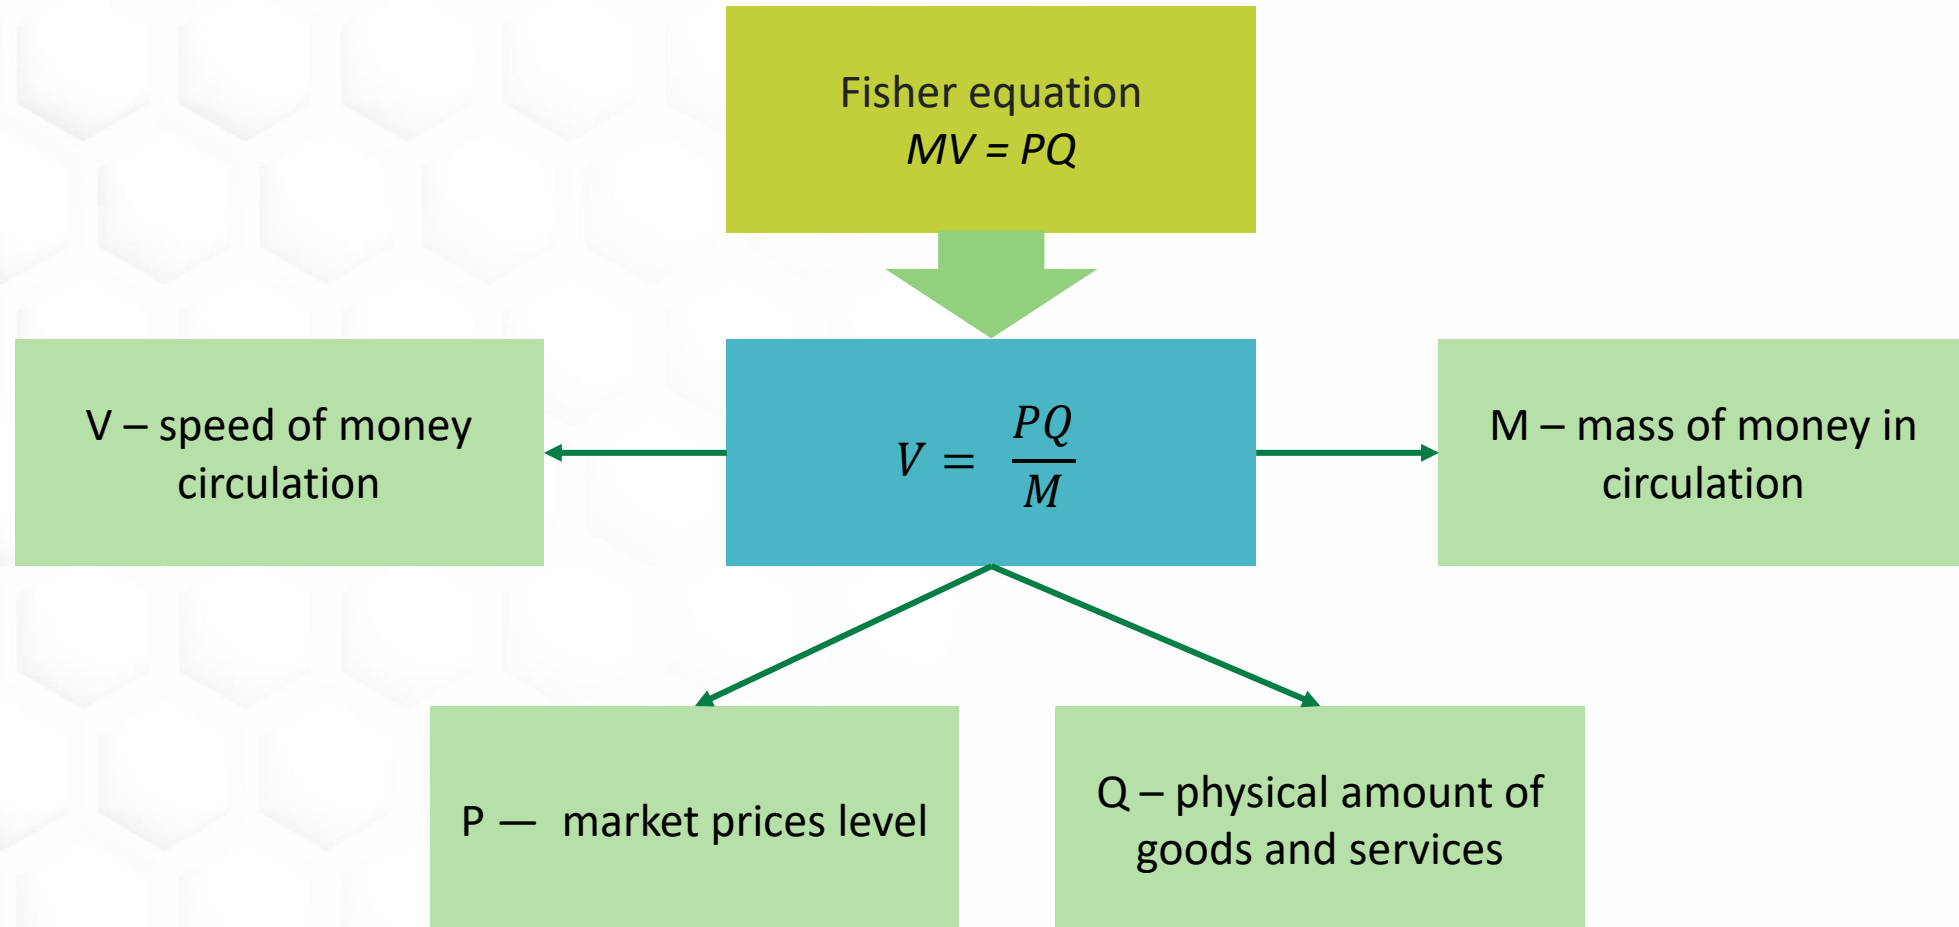 Fisher equation
MV = PQ
V – speed of money
circulation
V = PQ/M
M – mass of money in
circulation
P — market prices level
Q – physical amount of
goods and services